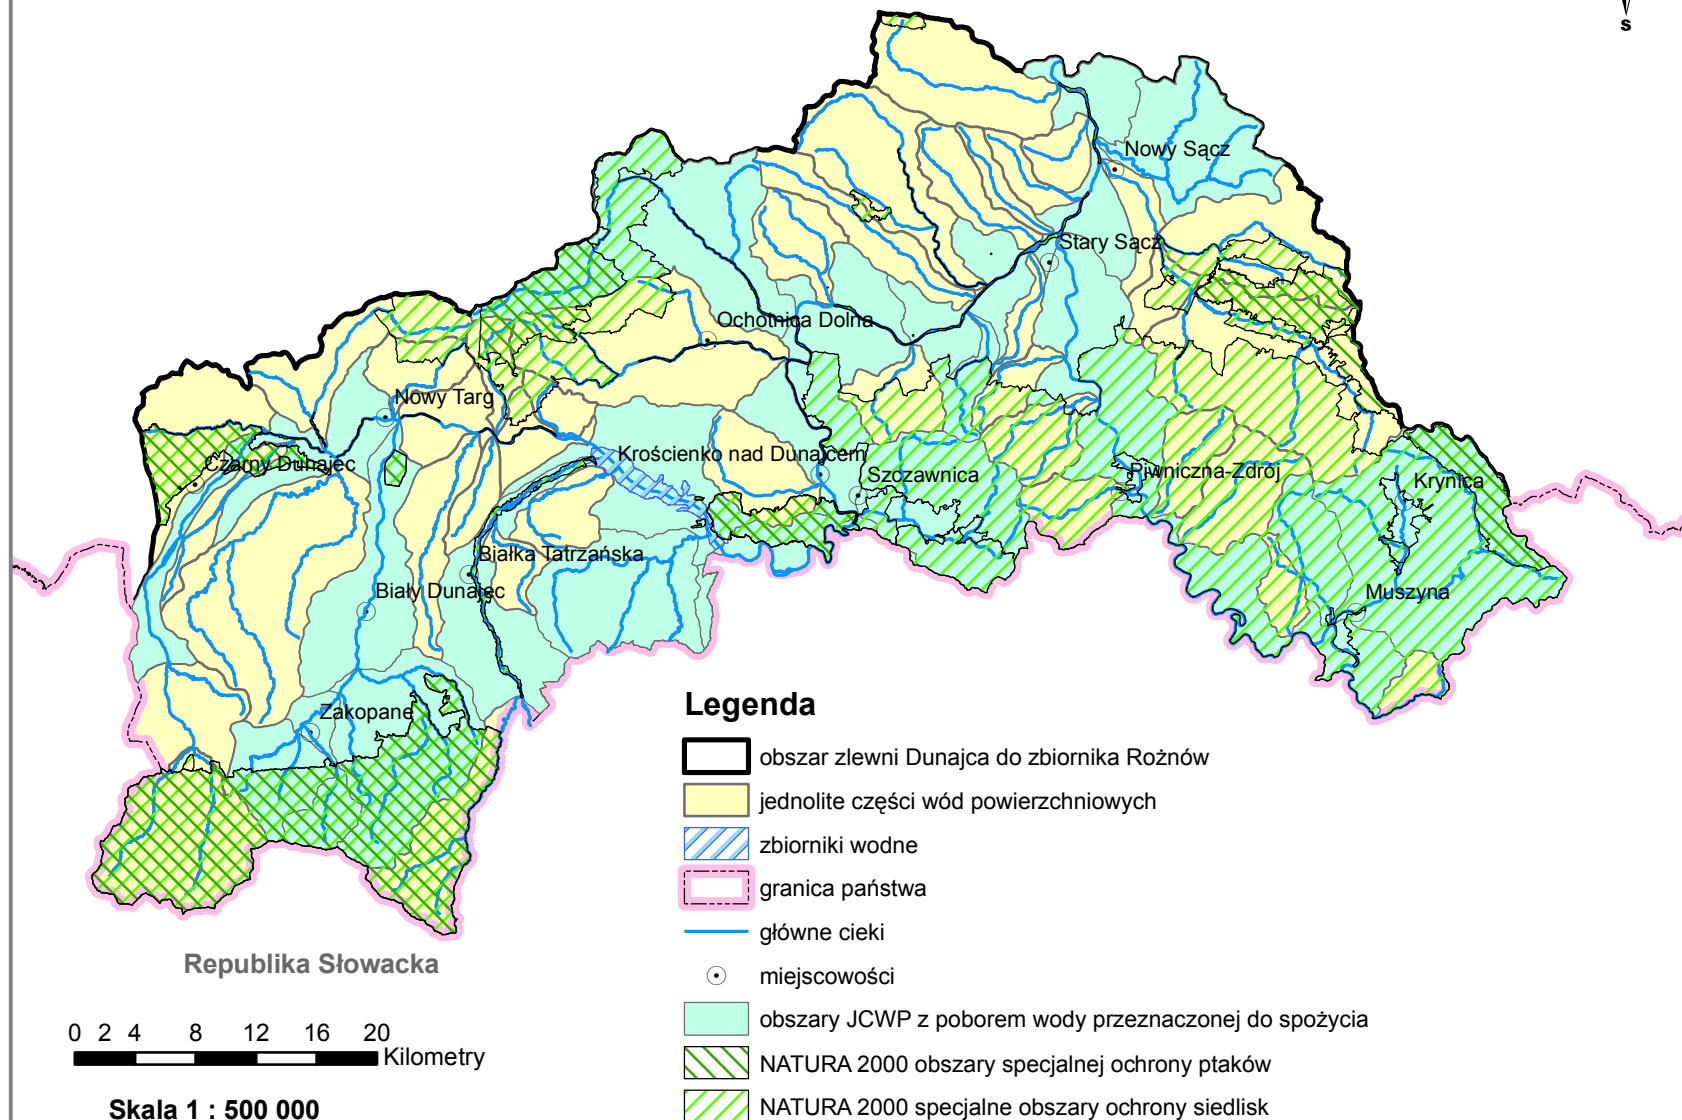 S
Nowy Sącz
Stary Sącz
Ochotnica Dolna
Nowy Targ
Krościenko nad Dunajcem
Czarny Dunajec
Szczawnica
Piwniczna-Zdrój
Krynica
Białka Tatrzańska
Biały Dunajec
Muszyna
Zakopane
Legenda
obszar zlewni Dunajca do zbiornika Rożnów
jednolite części wód powierzchniowych
zbiorniki wodne
granica państwa
główne cieki
miejscowości
obszary JCWP z poborem wody przeznaczonej do spożycia
NATURA 2000 obszary specjalnej ochrony ptaków
NATURA 2000 specjalne obszary ochrony siedlisk
Republika Słowacka
0 2 4 8 12 16 20
Kilometry
Skala 1 : 500 000